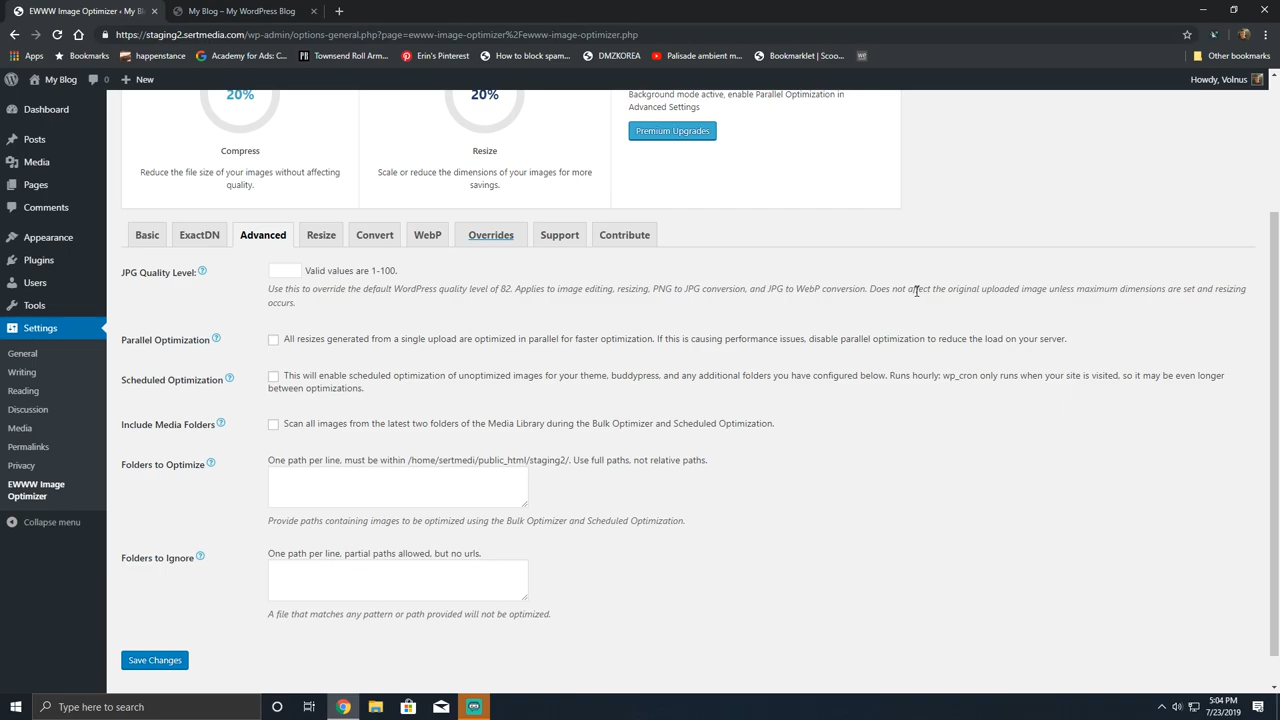 EWWW Image Optimizer ‹ My Blog
WordPress Blog
https://staging2.sertmedia.com/wp-admin/options-general.php?page=ewww-image-optimizer%2Fewww-image-optimizer.php
Apps Bookmarks happenstance Academy for Ads: C... Townsend Royal Arm... Erin's Pinterest How to block spam... DMZKOREA Palisade ambient m... Bookmarklet | Scoo... Other bookmarks
My Blog 0 New Howdy, Volnus
Dashboard
Posts
Media
Pages
Comments
Appearance
Plugins
Users
Tools
Settings
General
Writing
Reading
Discussion
Media
Permalinks
Privacy
EWWW Image
Optimizer
Collapse menu
20%
Compress
Reduce the file size of your images without affecting
quality.
20%
Resize
Scale or reduce the dimensions of your images for more
savings.
Background mode active, enable Parallel Optimization in
Advanced Settings
Premium Upgrades
Basic ExactDN Advanced Resize Convert WebP Overrides Support Contribute
JPG Quality Level: Valid values are 1-100.
Use this to override the default WordPress quality level of 82. Applies to image editing, resizing, PNG to JPG conversion, and JPG to WebP conversion. Does not affect the original uploaded image unless maximum dimensions are set and resizing
occurs.
Parallel Optimization All resizes generated from a single upload are optimized in parallel for faster optimization. If this is causing performance issues, disable parallel optimization to reduce the load on your server.
Scheduled Optimization This will enable scheduled optimization of unoptimized images for your theme, buddypress, and any additional folders you have configured below. Runs hourly: wp_cron only runs when your site is visited, so it may be even longer
between optimizations.
Include Media Folders Scan all images from the latest two folders of the Media Library during the Bulk Optimizer and Scheduled Optimization.
Folders to Optimize One path per line, must be within /home/sertmedi/public_html/staging2/. Use full paths, not relative paths.
Provide paths containing images to be optimized using the Bulk Optimizer and Scheduled Optimization.
Folders to Ignore One path per line, partial paths allowed, but no urls.
A file that matches any pattern or path provided will not be optimized.
Save Changes
Type here to search
5:04 PM
7/23/2019